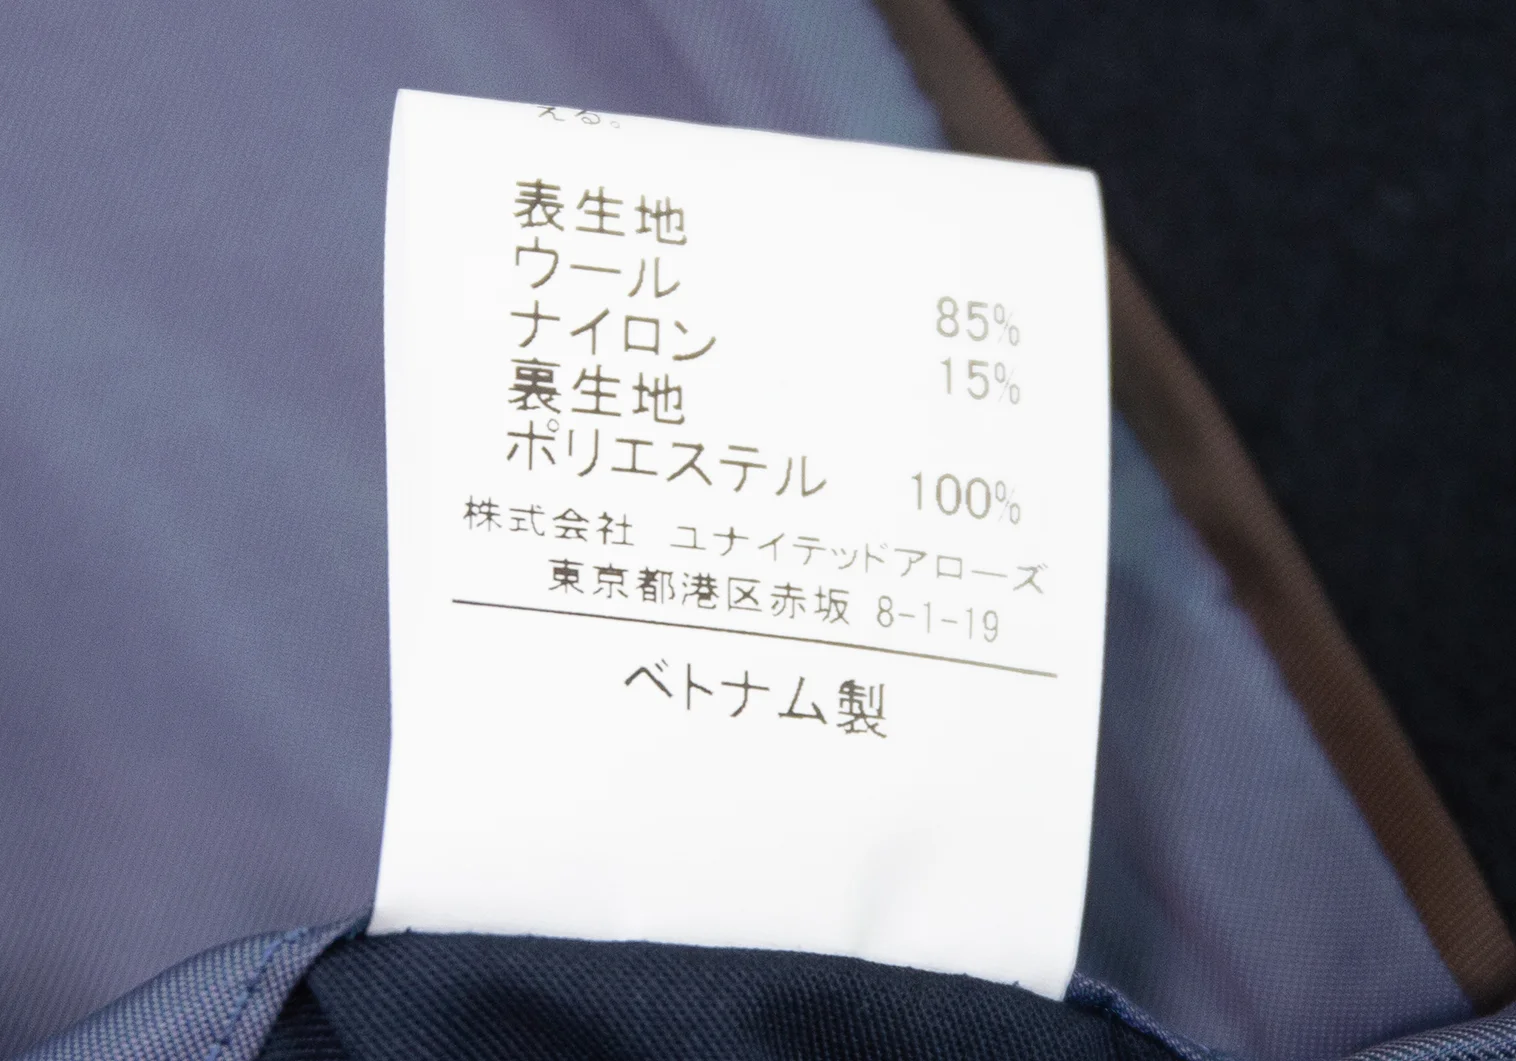 える。
表生地
ウール 85%
ナイロン 15%
裏生地
ポリエステル 100%
株式会社 ユナイテッドアローズ
東京都港区赤坂 8-1-19
ベトナム製